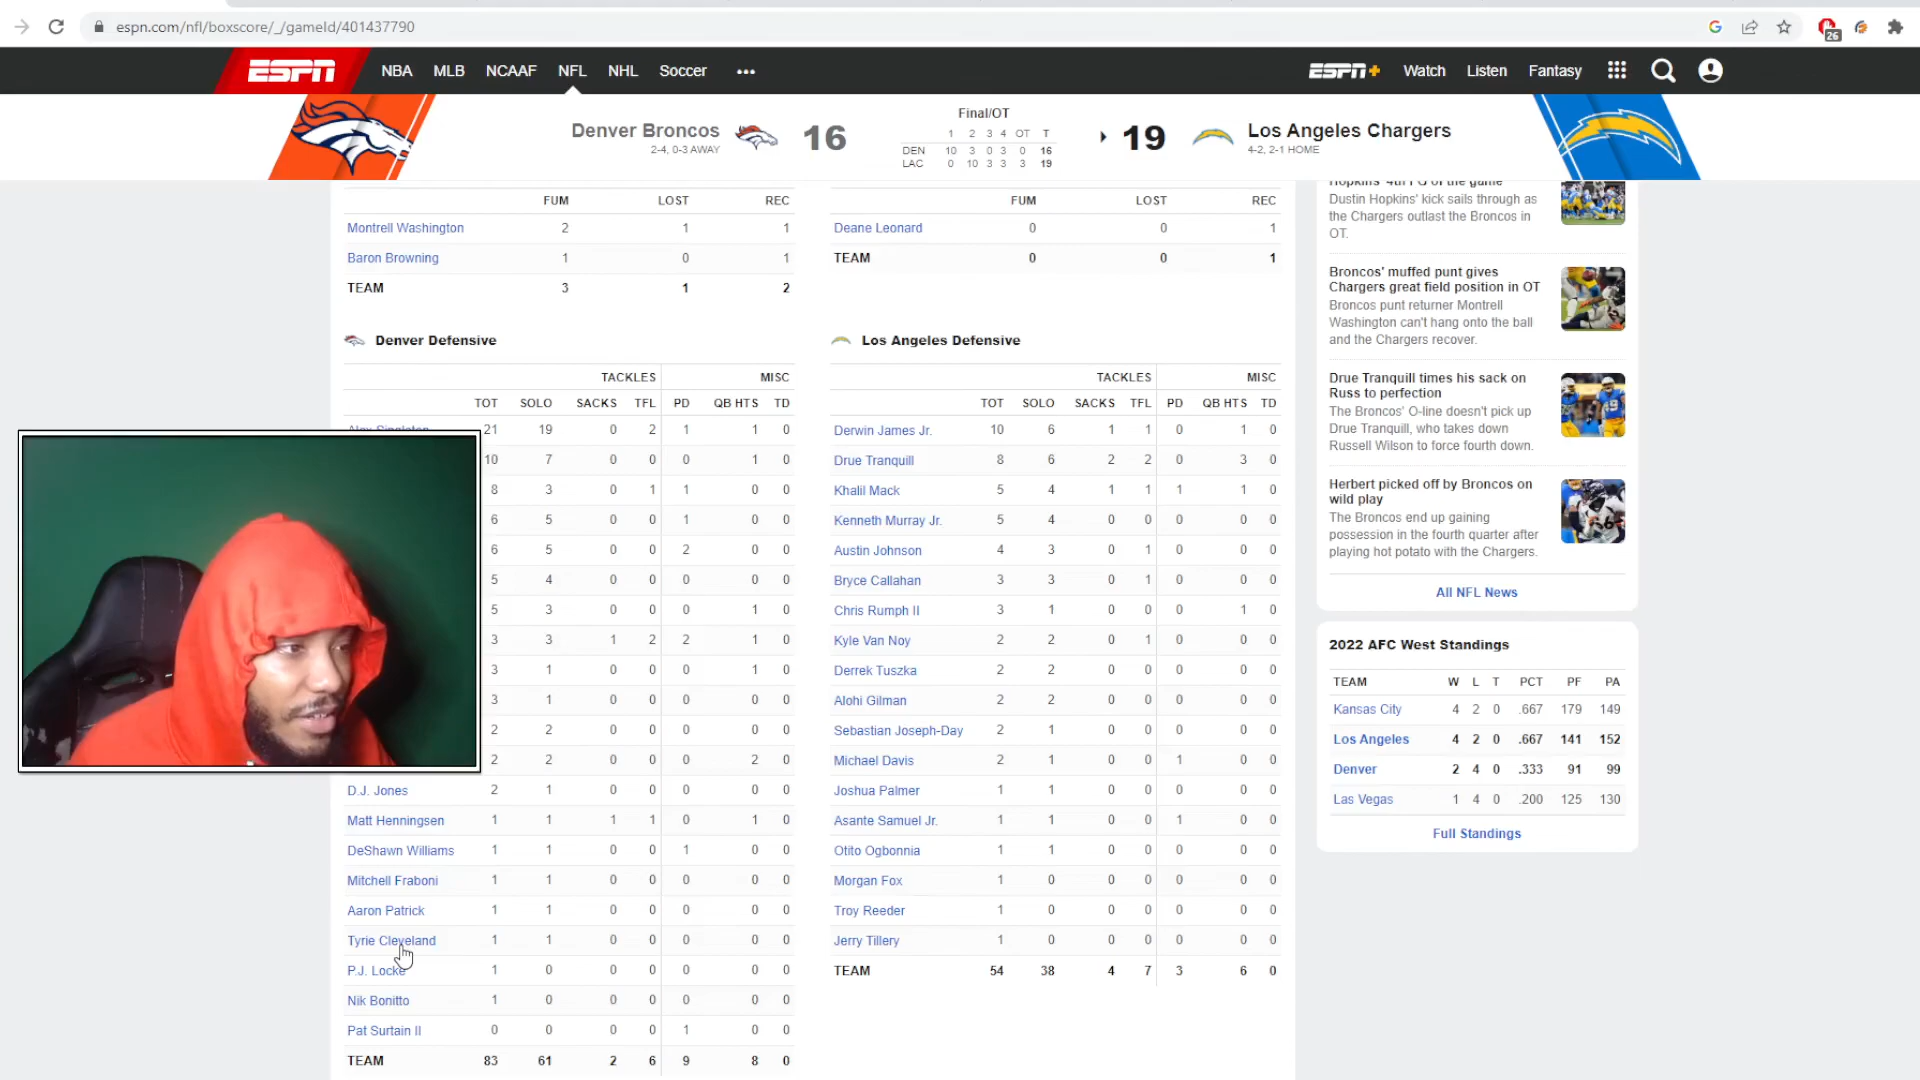 espn.com/nfl/boxscore/_/gameId/401437790
26
ESPN NBA MLB NCAAF NFL NHL Soccer ••• ESPN+ Watch Listen Fantasy
Denver Broncos 16
2-4, 0-3 AWAY
Final/OT
1 2 3 4 OT T
DEN 10 3 0 3 0 16
LAC 0 10 3 3 3 19
19 Los Angeles Chargers
4-2, 2-1 HOME
FUM LOST REC
Montrell Washington 2 1 1
Baron Browning 1 0 1
TEAM 3 1 2
FUM LOST REC
Deane Leonard 0 0 1
TEAM 0 0 1
Denver Defensive
TACKLES MISC
TOT SOLO SACKS TFL PD QB HTS TD
Alex Singleton 21 19 0 2 1 1 0
10 7 0 0 0 1 0
8 3 0 1 1 0 0
6 5 0 0 1 0 0
6 5 0 0 2 0 0
5 4 0 0 0 0 0
5 3 0 0 0 1 0
3 3 1 2 2 1 0
3 1 0 0 0 1 0
3 1 0 0 0 0 0
2 2 0 0 0 0 0
2 2 0 0 0 2 0
D.J. Jones 2 1 0 0 0 0 0
Matt Henningsen 1 1 1 1 0 1 0
DeShawn Williams 1 1 0 0 1 0 0
Mitchell Fraboni 1 1 0 0 0 0 0
Aaron Patrick 1 1 0 0 0 0 0
Tyrie Cleveland 1 1 0 0 0 0 0
P.J. Locke 1 0 0 0 0 0 0
Nik Bonitto 1 0 0 0 0 0 0
Pat Surtain II 0 0 0 0 1 0 0
TEAM 83 61 2 6 9 8 0
Los Angeles Defensive
TACKLES MISC
TOT SOLO SACKS TFL PD QB HTS TD
Derwin James Jr. 10 6 1 1 0 1 0
Drue Tranquill 8 6 2 2 0 3 0
Khalil Mack 5 4 1 1 1 1 0
Kenneth Murray Jr. 5 4 0 0 0 0 0
Austin Johnson 4 3 0 1 0 0 0
Bryce Callahan 3 3 0 1 0 0 0
Chris Rumph II 3 1 0 0 0 1 0
Kyle Van Noy 2 2 0 1 0 0 0
Derrek Tuszka 2 2 0 0 0 0 0
Alohi Gilman 2 2 0 0 0 0 0
Sebastian Joseph-Day 2 1 0 0 0 0 0
Michael Davis 2 1 0 0 1 0 0
Joshua Palmer 1 1 0 0 0 0 0
Asante Samuel Jr. 1 1 0 0 1 0 0
Otito Ogbonnia 1 1 0 0 0 0 0
Morgan Fox 1 0 0 0 0 0 0
Troy Reeder 1 0 0 0 0 0 0
Jerry Tillery 1 0 0 0 0 0 0
TEAM 54 38 4 7 3 6 0
Hopkins' 4th FG of the game
Dustin Hopkins' kick sails through as
the Chargers outlast the Broncos in
OT.
Broncos' muffed punt gives
Chargers great field position in OT
Broncos punt returner Montrell
Washington can't hang onto the ball
and the Chargers recover.
Drue Tranquill times his sack on
Russ to perfection
The Broncos' O-line doesn't pick up
Drue Tranquill, who takes down
Russell Wilson to force fourth down.
Herbert picked off by Broncos on
wild play
The Broncos end up gaining
possession in the fourth quarter after
playing hot potato with the Chargers.
All NFL News
2022 AFC West Standings
TEAM W L T PCT PF PA
Kansas City 4 2 0 .667 179 149
Los Angeles 4 2 0 .667 141 152
Denver 2 4 0 .333 91 99
Las Vegas 1 4 0 .200 125 130
Full Standings